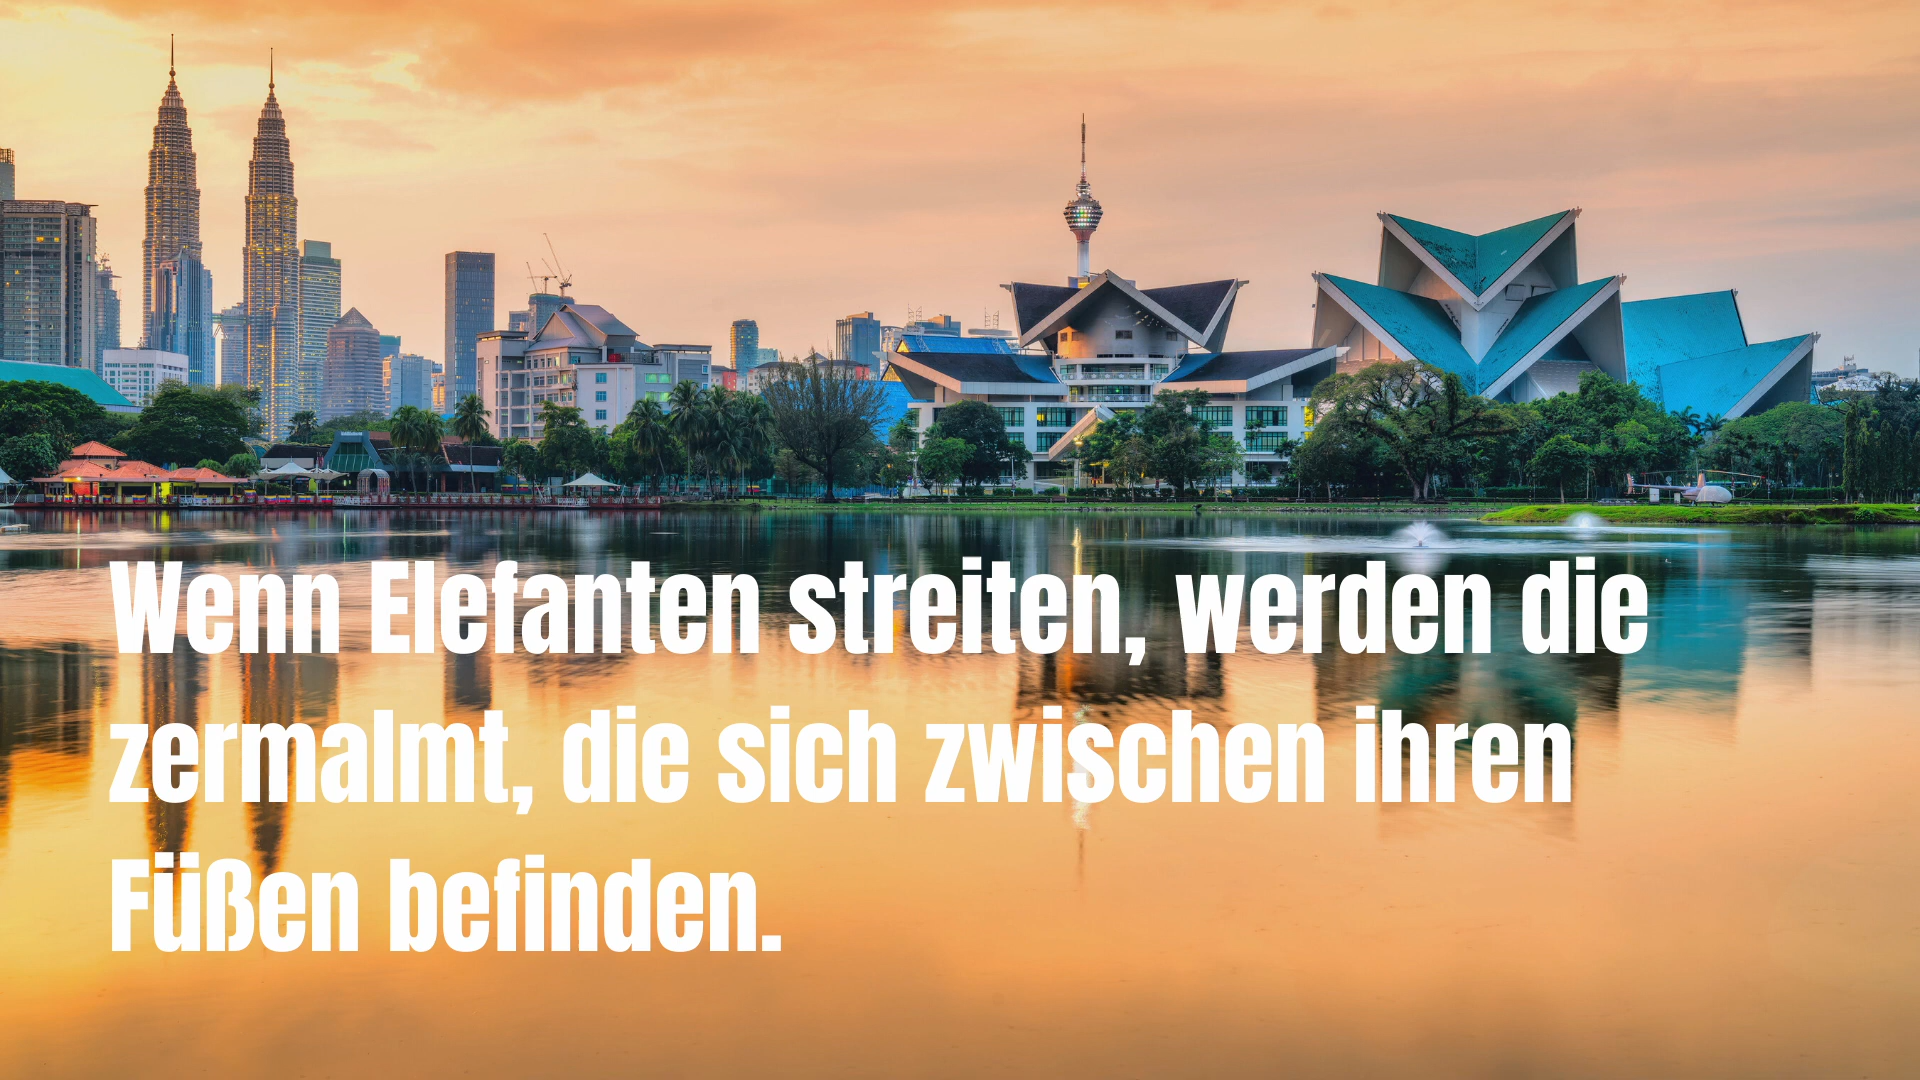 Wenn Elefanten streiten, werden die
zermalmt, die sich zwischen ihren
Füßen befinden.